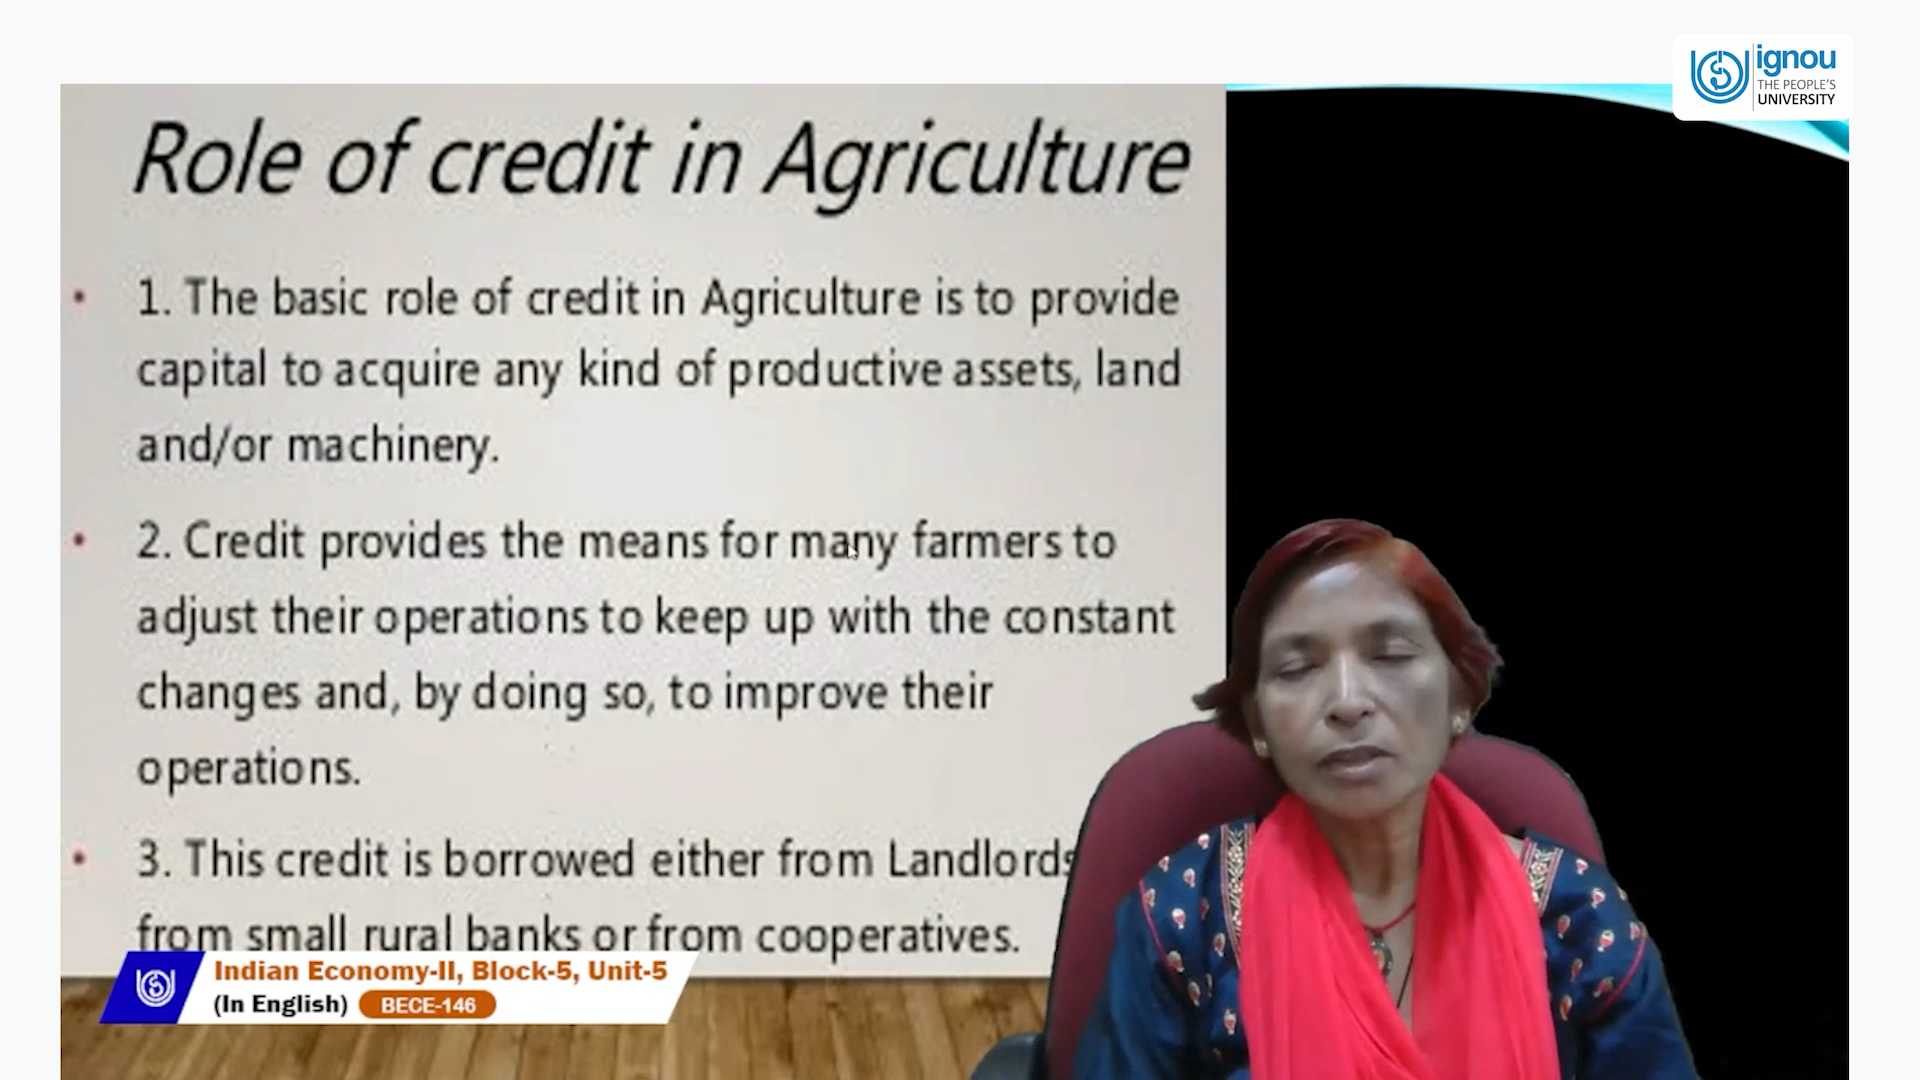 ignou
THE PEOPLE'S
UNIVERSITY
Role of credit in Agriculture
• 1. The basic role of credit in Agriculture is to provide
capital to acquire any kind of productive assets, land
and/or machinery.
• 2. Credit provides the means for many farmers to
adjust their operations to keep up with the constant
changes and, by doing so, to improve their
operations.
• 3. This credit is borrowed either from Landlords
from small rural banks or from cooperatives.
Indian Economy-II, Block-5, Unit-5
(In English) BECE-146